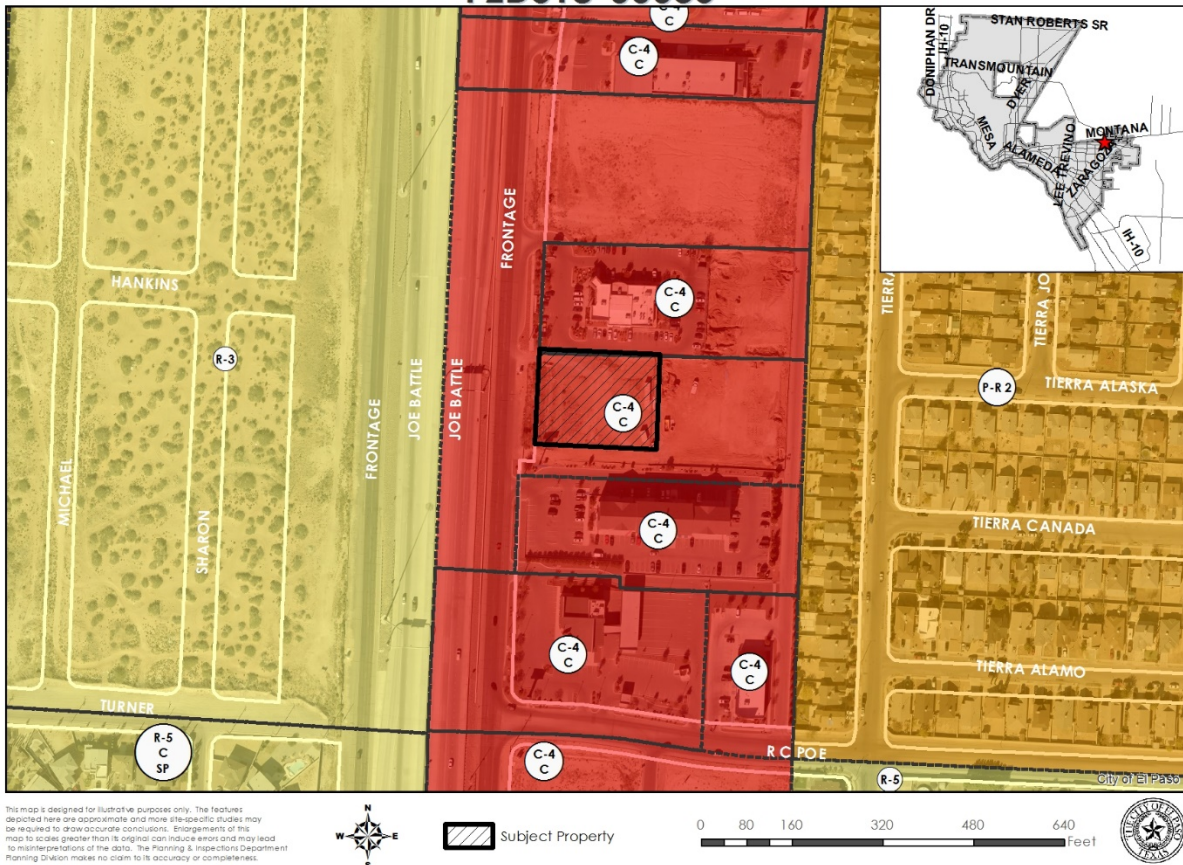 C-4
C
C-4
C
HANKINS
FRONTAGE
R-3
C-4
C
FRONTAGE
JOE BATTLE
JOE BATTLE
C-4
C
MICHAEL
SHARON
C-4
C
C-4
C
C-4
C
TURNER
R-5
C
SP
C-4
C
R C POE
R-5
TIERRA
TIERRA JO
P-R 2
TIERRA ALASKA
TIERRA CANADA
TIERRA ALAMO
City of El Paso
DONIPHAN DR
IH-10
STAN ROBERTS SR
TRANSMOUNTAIN
DYER
MESA
ALAMEDA
LEE TREVINO
MONTANA
ZARAGOZA
IH-10
This map is designed for illustrative purposes only. The features
depicted here are approximate and more site-specific studies may
be required to draw accurate conclusions. Enlargements of this
map to scales greater than its original can induce errors and may lead
to misinterpretations of the data. The Planning & Inspections Department
Planning Division makes no claim to its accuracy or completeness.
N
W
E
S
Subject Property
0 80 160 320 480 640
Feet